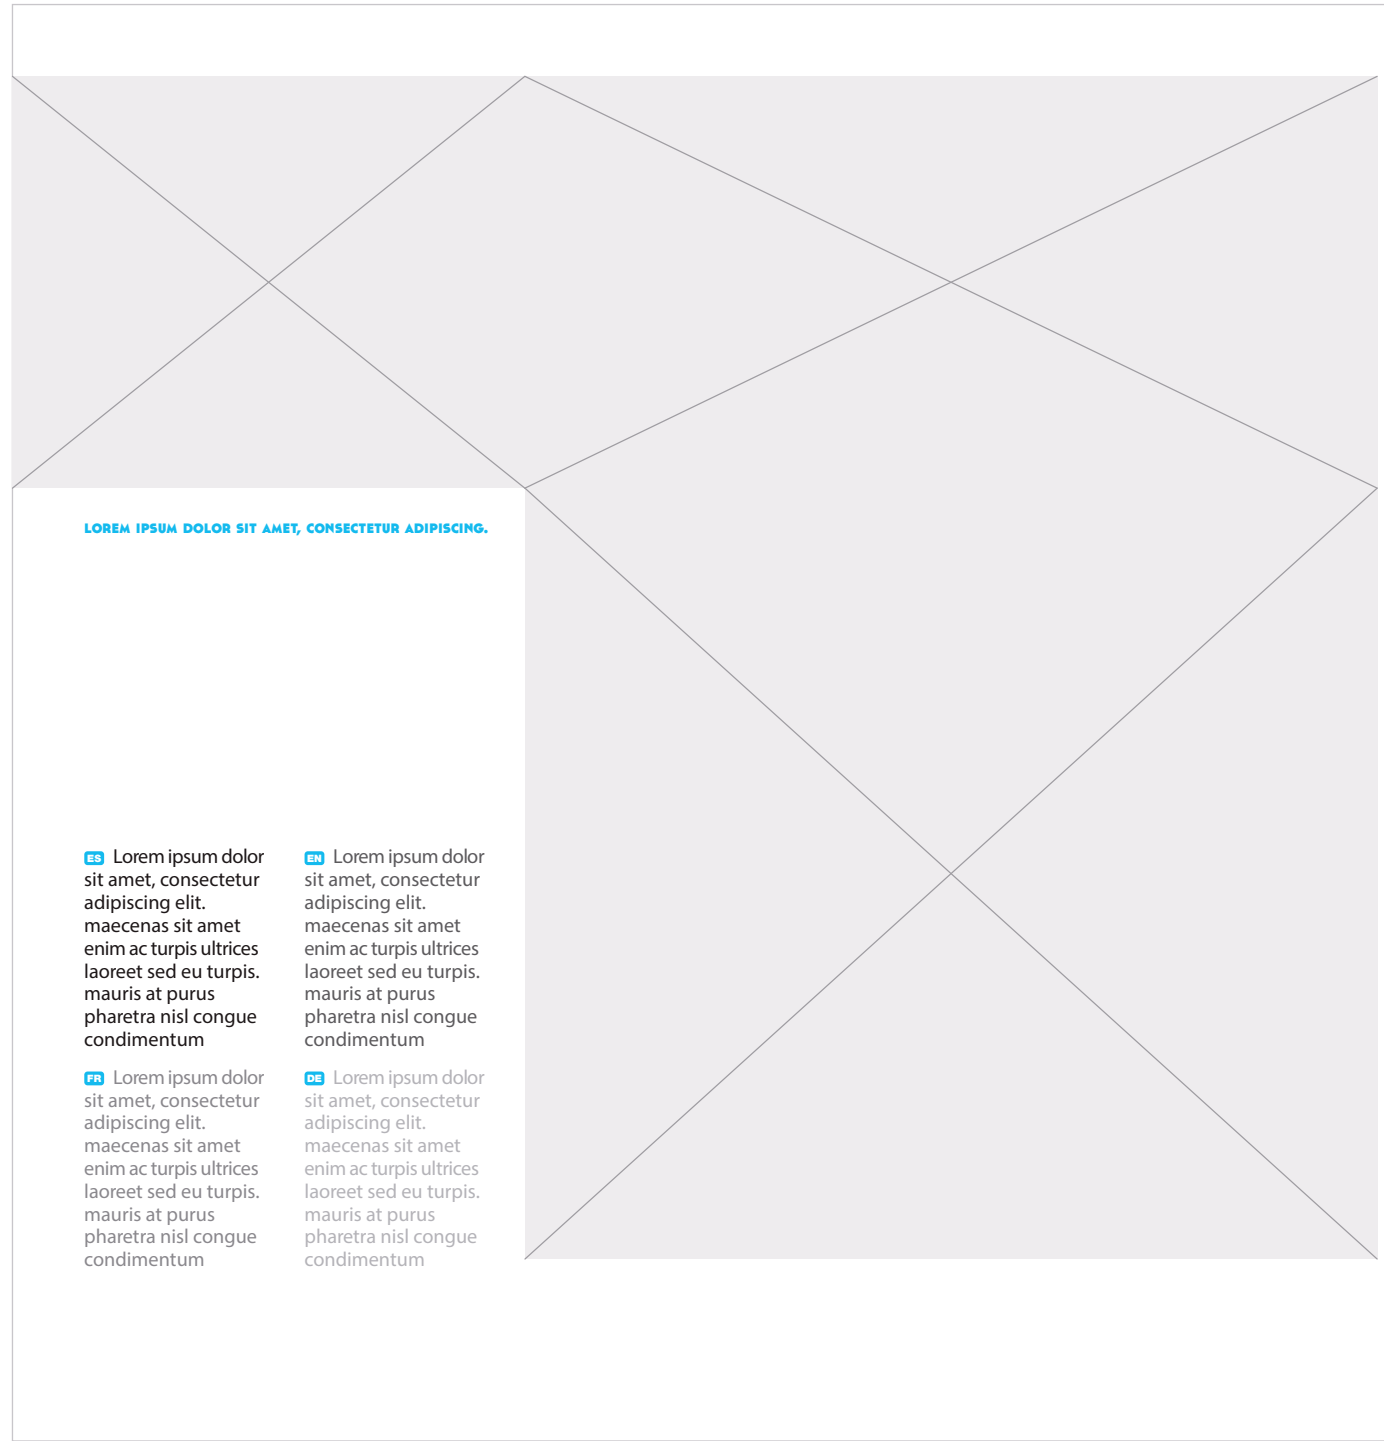 LOREM IPSUM DOLOR SIT AMET, CONSECTETUR ADIPISCING.
ES Lorem ipsum dolor
sit amet, consectetur
adipiscing elit.
maecenas sit amet
enim ac turpis ultrices
laoreet sed eu turpis.
mauris at purus
pharetra nisl congue
condimentum
EN Lorem ipsum dolor
sit amet, consectetur
adipiscing elit.
maecenas sit amet
enim ac turpis ultrices
laoreet sed eu turpis.
mauris at purus
pharetra nisl congue
condimentum
FR Lorem ipsum dolor
sit amet, consectetur
adipiscing elit.
maecenas sit amet
enim ac turpis ultrices
laoreet sed eu turpis.
mauris at purus
pharetra nisl congue
condimentum
DE Lorem ipsum dolor
sit amet, consectetur
adipiscing elit.
maecenas sit amet
enim ac turpis ultrices
laoreet sed eu turpis.
mauris at purus
pharetra nisl congue
condimentum